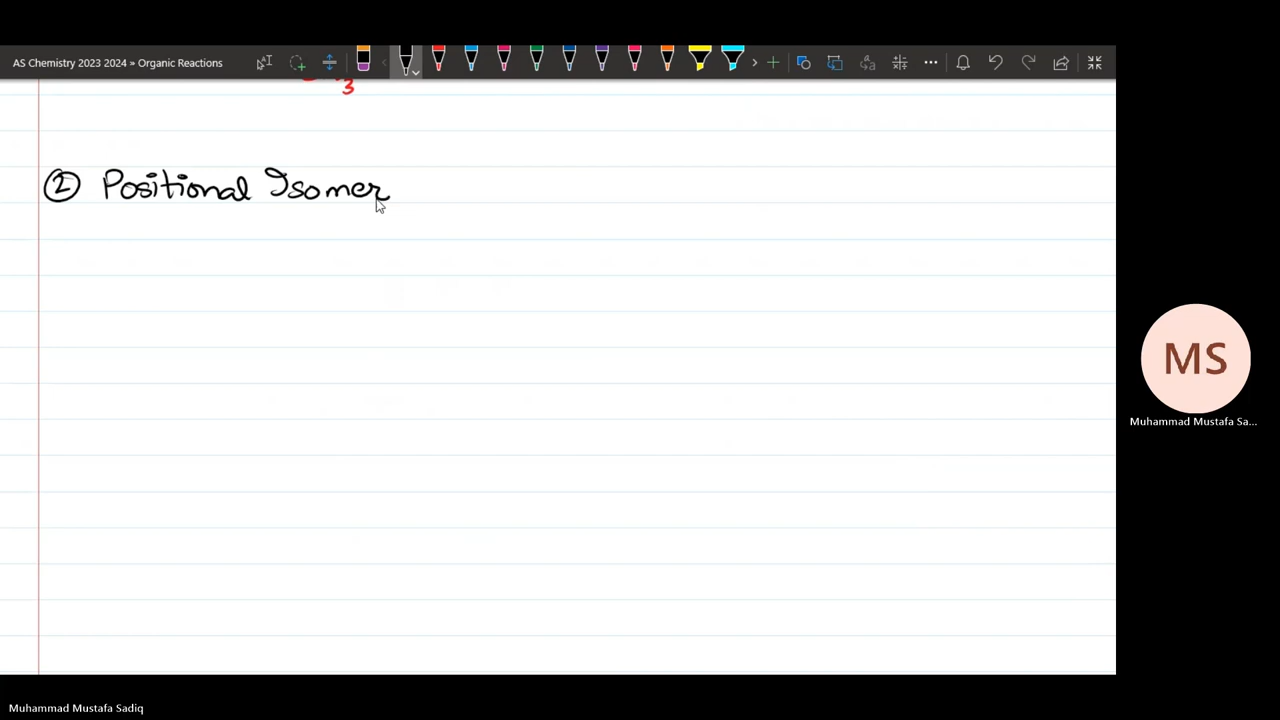 AS Chemistry 2023 2024 » Organic Reactions
3
② Positional Isomer
MS
Muhammad Mustafa Sa...
Muhammad Mustafa Sadiq